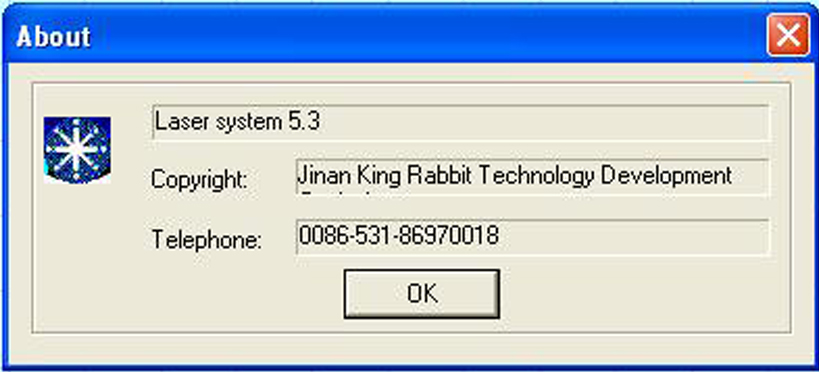 About
Laser system 5.3
Copyright:
Jinan King Rabbit Technology Development
Telephone:
0086-531-86970018
OK